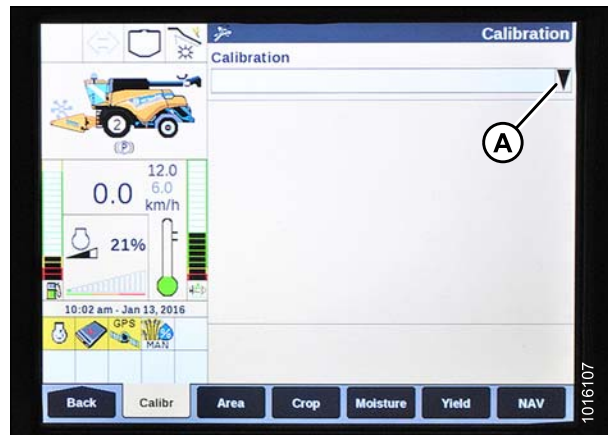 Calibration
Calibration
A
2
(P)
12.0
0.0
6.0
km/h
21%
10:02 am - Jan 13, 2016
GPS
MAN
Back
Calibr
Area
Crop
Moisture
Yield
NAV
1016107